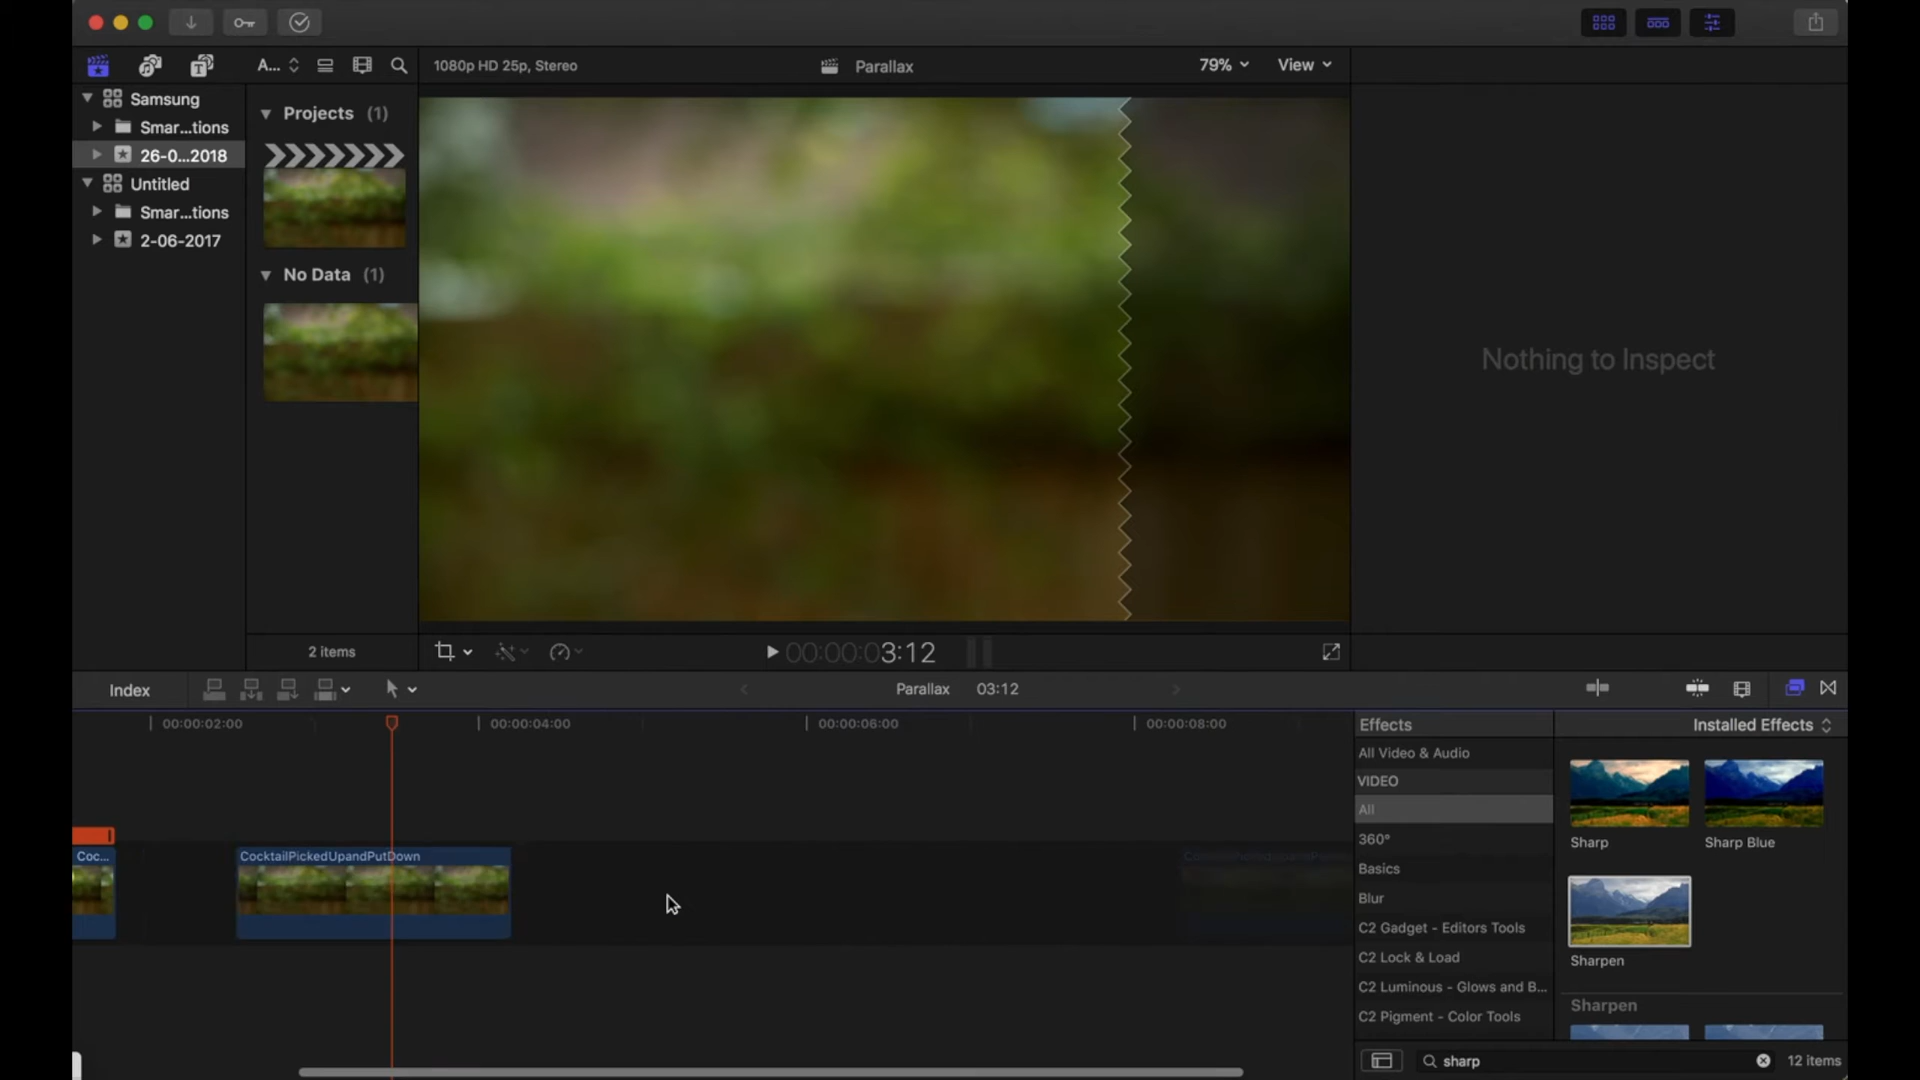 A...
1080p HD 25p, Stereo
Parallax
79%
View
Samsung
Smar...tions
26-0...2018
Untitled
Smar...tions
2-06-2017
Projects (1)
No Data (1)
Nothing to Inspect
2 items
00:00:03:12
Index
Parallax 03:12
00:00:02:00
00:00:04:00
00:00:06:00
00:00:08:00
Coc...
CocktailPickedUpandPutDown
Effects
Installed Effects
All Video & Audio
VIDEO
All
360°
Basics
Blur
C2 Gadget - Editors Tools
C2 Lock & Load
C2 Luminous - Glows and B...
C2 Pigment - Color Tools
Sharp
Sharp Blue
Sharpen
Sharpen
sharp
12 items